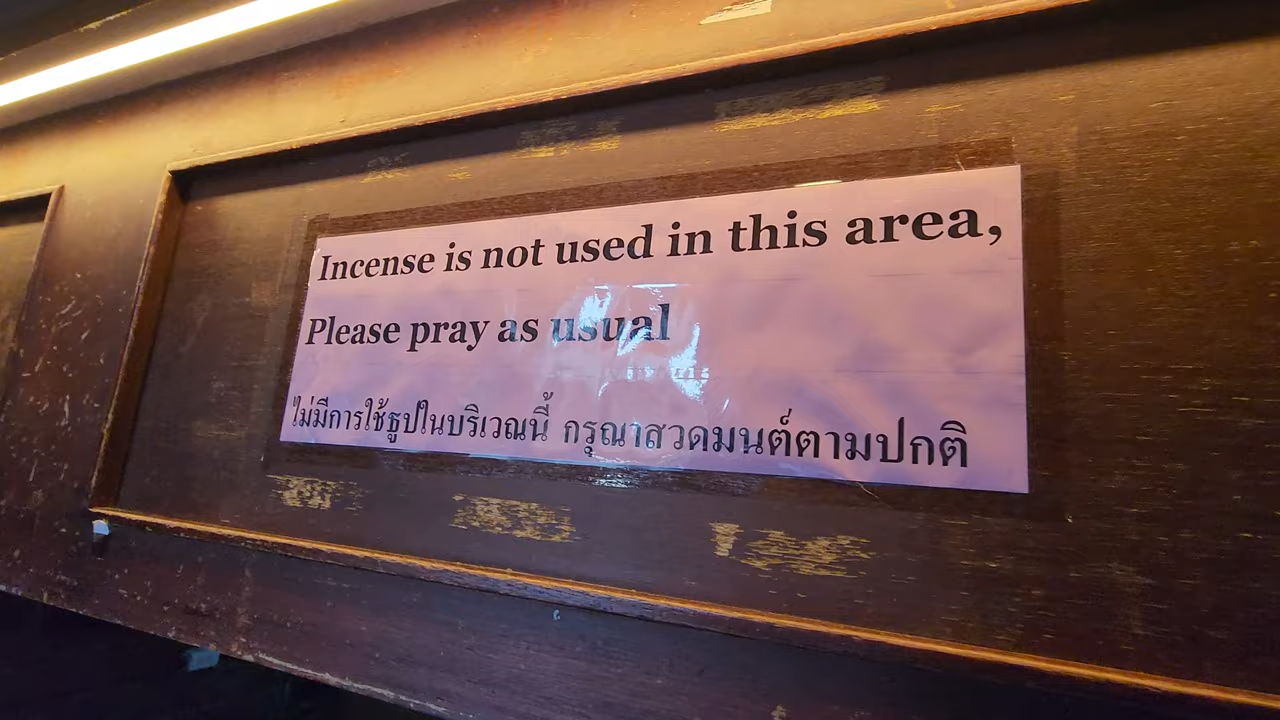 Incense is not used in this area,
Please pray as usual
ไม่มีการใช้ธูปในบริเวณนี้ กรุณาสวดมนต์ตามปกติ